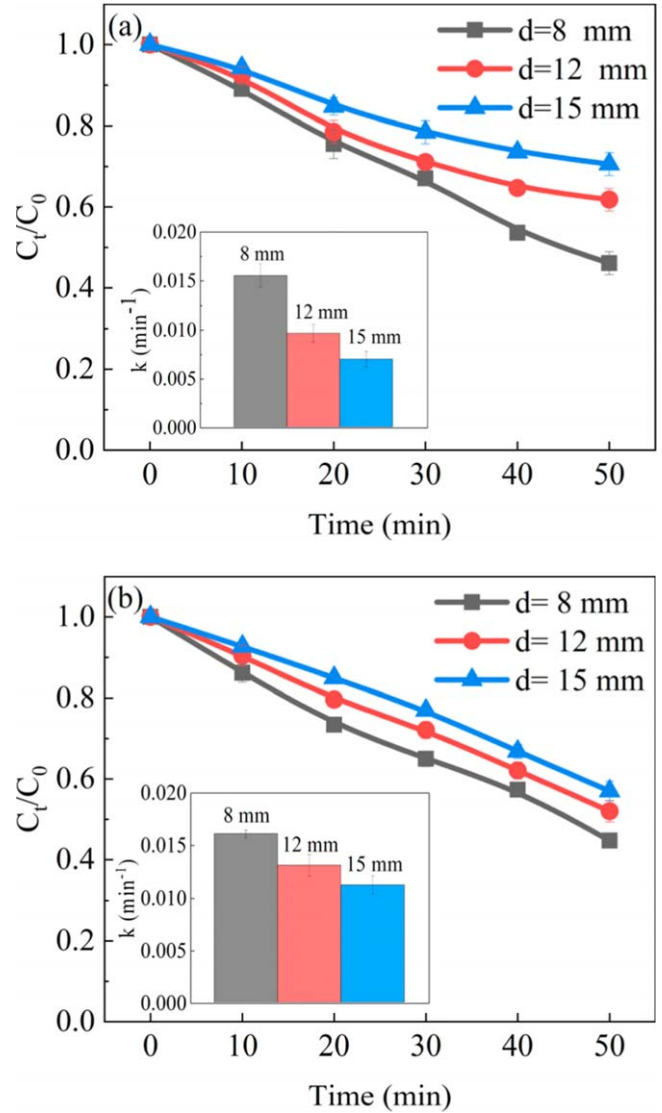 (a)
d=8 mm
d=12 mm
d=15 mm
1.0
0.8
0.6
0.4
0.2
0.0
C_t/C_0
0.020
0.015
0.010
0.005
0.000
k (min⁻¹)
8 mm
12 mm
15 mm
0 10 20 30 40 50
Time (min)
(b)
d= 8 mm
d= 12 mm
d= 15 mm
1.0
0.8
0.6
0.4
0.2
0.0
C_t/C_0
0.020
0.015
0.010
0.005
0.000
k (min⁻¹)
8 mm
12 mm
15 mm
0 10 20 30 40 50
Time (min)